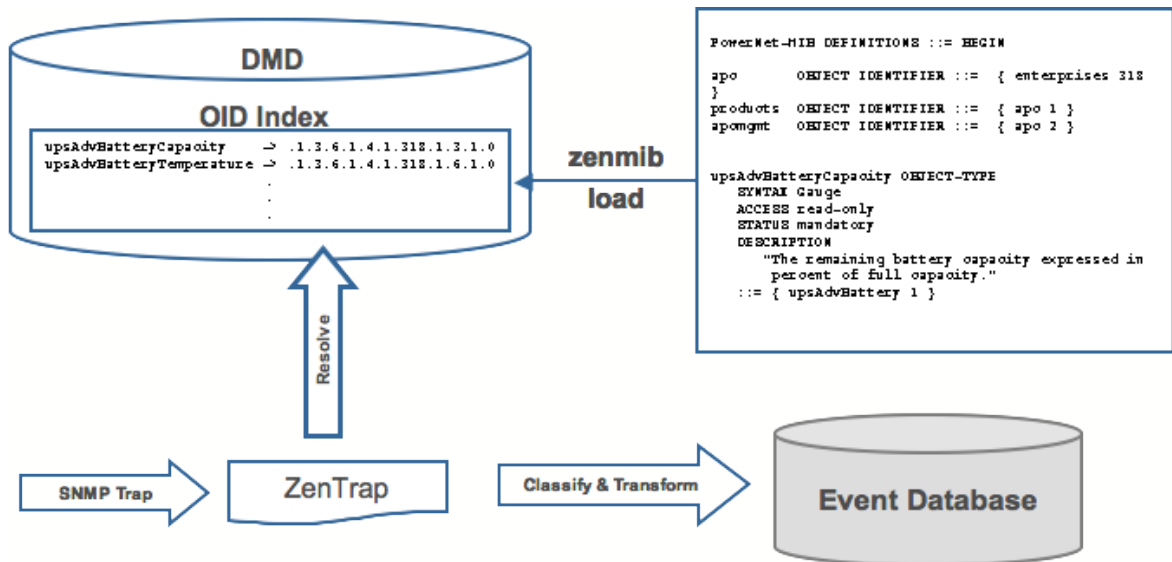 DMD
OID Index
upsAdvBatteryCapacity -> .1.3.6.1.4.1.318.1.3.1.0
upsAdvBatteryTemperature -> .1.3.6.1.4.1.318.1.6.1.0
.
.
.
zenmib
load
PowerNet-MIB DEFINITIONS ::= BEGIN
apc OBJECT IDENTIFIER ::= { enterprises 318
}
products OBJECT IDENTIFIER ::= { apc 1 }
apcmgmt OBJECT IDENTIFIER ::= { apc 2 }
upsAdvBatteryCapacity OBJECT-TYPE
SYNTAX Gauge
ACCESS read-only
STATUS mandatory
DESCRIPTION
"The remaining battery capacity expressed in
percent of full capacity."
::= { upsAdvBattery 1 }
Resolve
SNMP Trap
ZenTrap
Classify & Transform
Event Database